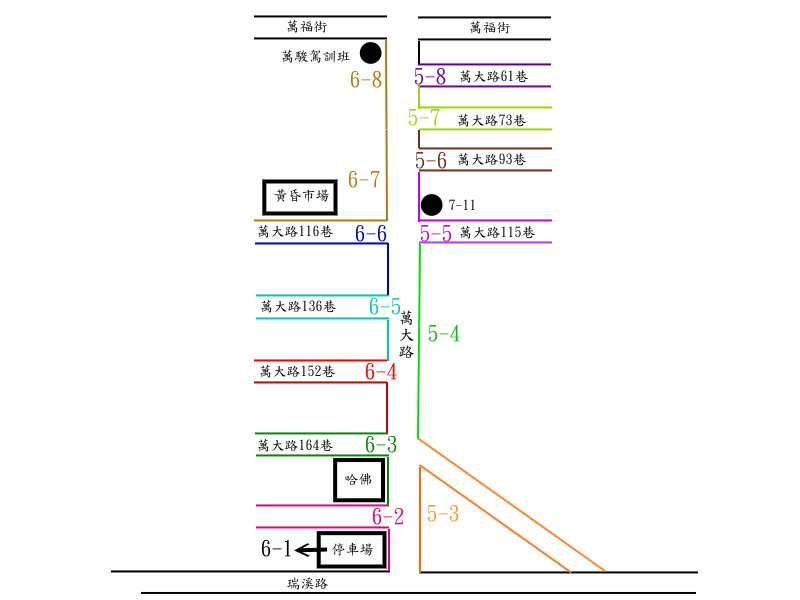 萬福街
萬福街
萬駿駕訓班
6-8
5-8
萬大路61巷
5-7
萬大路73巷
5-6
萬大路93巷
6-7
黃昏市場
7-11
萬大路116巷
6-6
5-5
萬大路115巷
萬大路136巷
6-5
萬大路
5-4
萬大路152巷
6-4
萬大路164巷
6-3
哈佛
6-2
5-3
6-1
停車場
瑞溪路